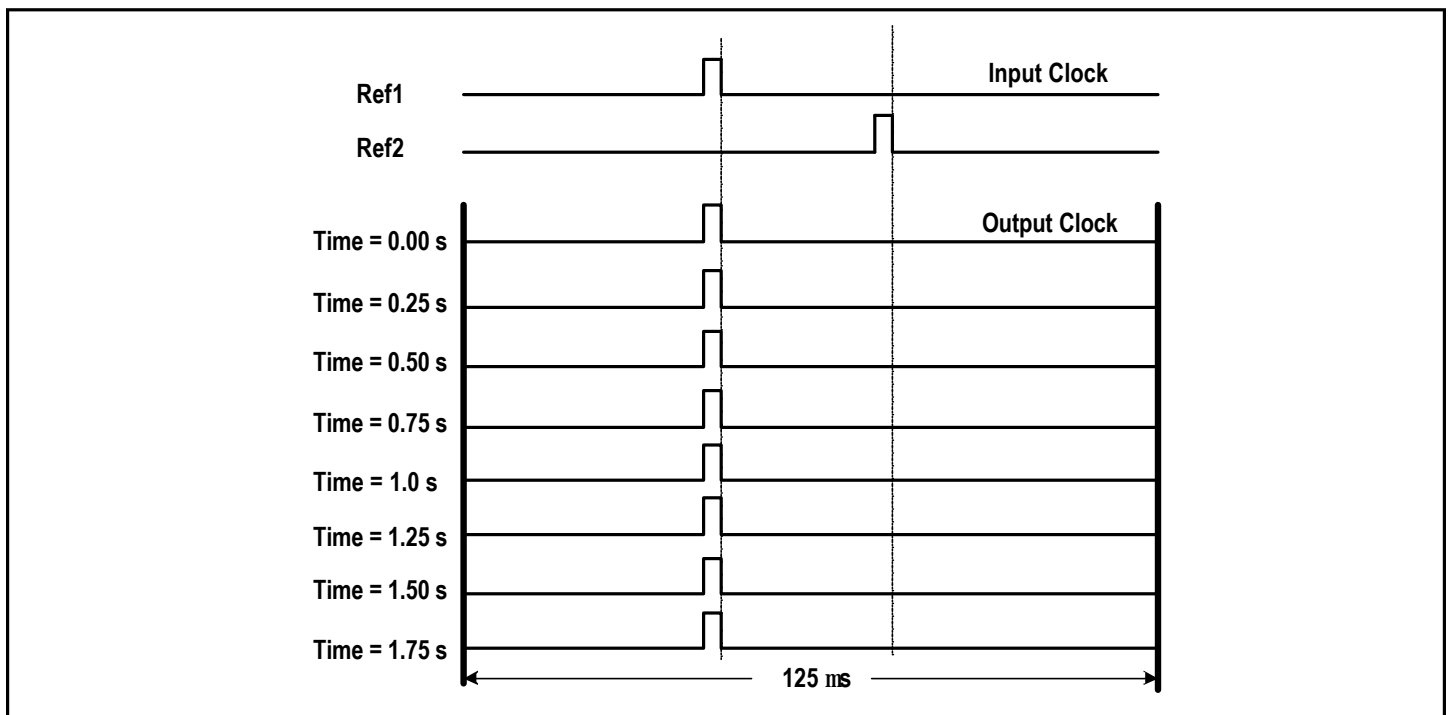 Input Clock
Ref1
Ref2
Output Clock
Time = 0.00 s
Time = 0.25 s
Time = 0.50 s
Time = 0.75 s
Time = 1.0 s
Time = 1.25 s
Time = 1.50 s
Time = 1.75 s
125 ms